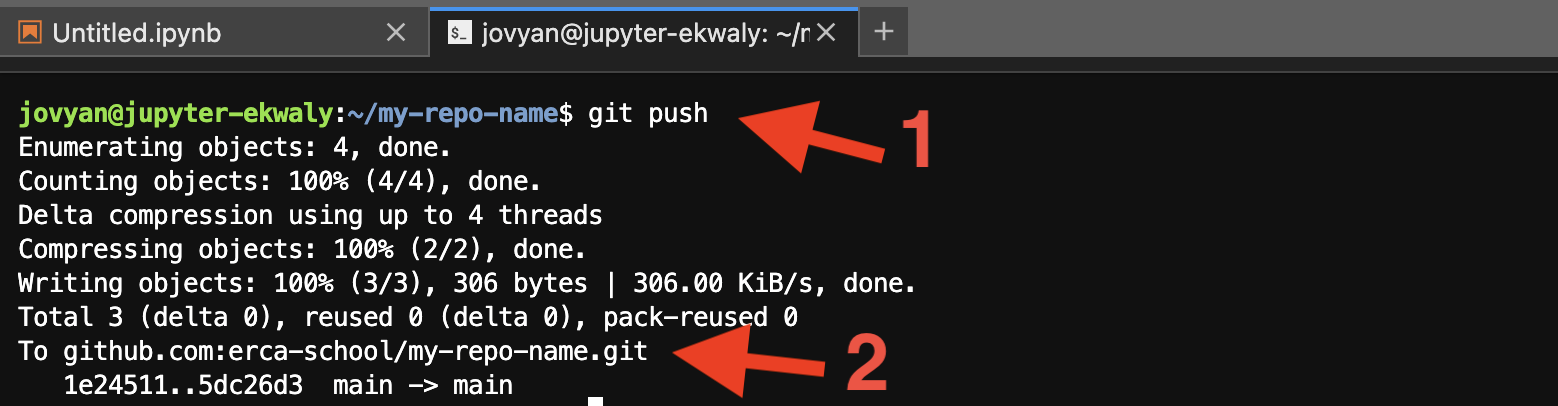 Untitled.ipynb
$_ jovyan@jupyter-ekwaly: ~/m
jovyan@jupyter-ekwaly:~/my-repo-name$ git push
1
Enumerating objects: 4, done.
Counting objects: 100% (4/4), done.
Delta compression using up to 4 threads
Compressing objects: 100% (2/2), done.
Writing objects: 100% (3/3), 306 bytes | 306.00 KiB/s, done.
Total 3 (delta 0), reused 0 (delta 0), pack-reused 0
To github.com:erca-school/my-repo-name.git
2
1e24511..5dc26d3  main -> main